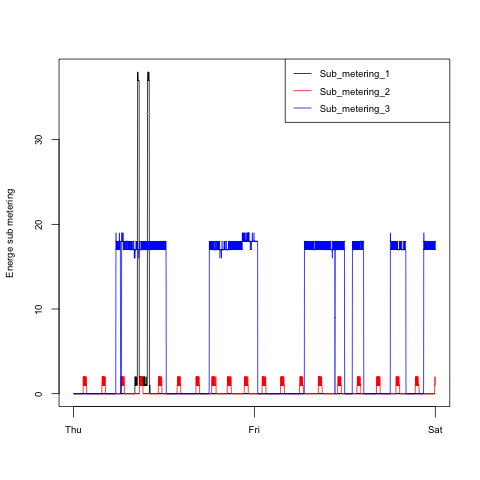 Sub_metering_1
Sub_metering_2
Sub_metering_3
Energe sub metering
30
20
10
0
Thu
Fri
Sat